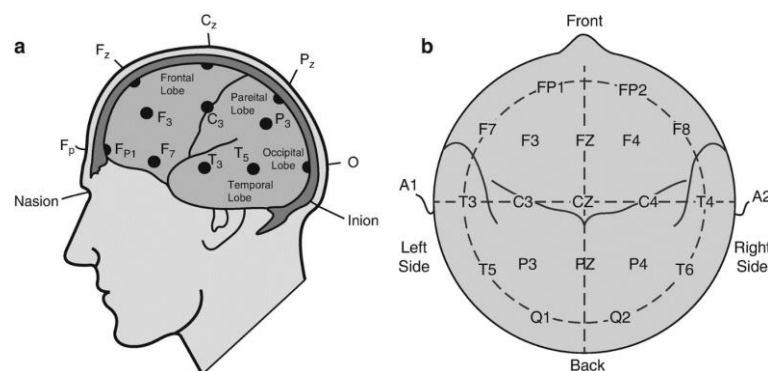 a
Cz
Fz
Pz
Frontal
Lobe
Pareital
Lobe
F3
C3
P3
Fp
FP1
F7
T3
T5
Occipital
Lobe
O
Temporal
Lobe
Nasion
Inion
b
Front
FP1 FP2
F7 F3 FZ F4 F8
A1 T3 C3 CZ C4 T4 A2
Left
Side
Right
Side
T5 P3 PZ P4 T6
Q1 Q2
Back